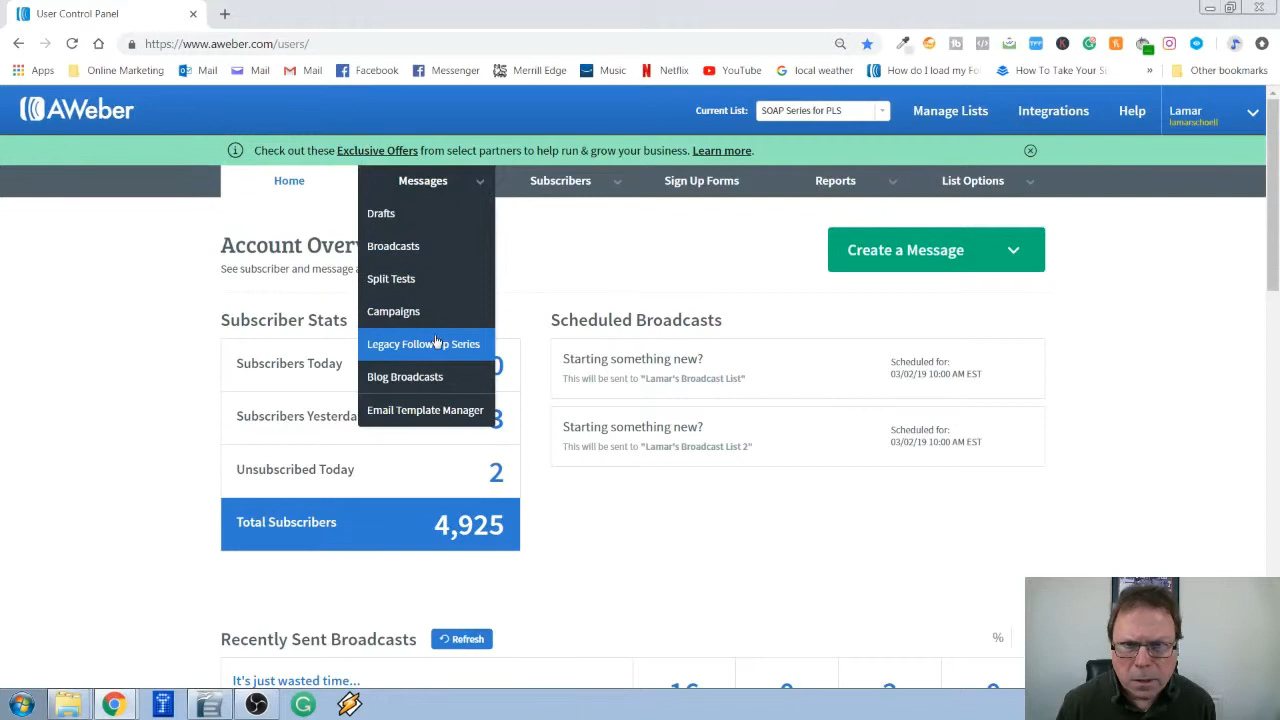 User Control Panel
https://www.aweber.com/users/
Apps Online Marketing Mail Mail Mail Facebook Messenger Merrill Edge Music Netflix YouTube local weather How do I load my Fo How To Take Your Si » Other bookmarks
AWeber Current List: SOAP Series for PLS Manage Lists Integrations Help Lamar
lamarschoell
Check out these Exclusive Offers from select partners to help run & grow your business. Learn more.
Home Messages Subscribers Sign Up Forms Reports List Options
Drafts
Broadcasts
Split Tests
Campaigns
Legacy Follow Up Series
Blog Broadcasts
Email Template Manager
Account Over
See subscriber and message a
Create a Message
Subscriber Stats
Subscribers Today 0
Subscribers Yesterda 3
Unsubscribed Today 2
Total Subscribers 4,925
Scheduled Broadcasts
Starting something new?
This will be sent to "Lamar's Broadcast List"
Scheduled for:
03/02/19 10:00 AM EST
Starting something new?
This will be sent to "Lamar's Broadcast List 2"
Scheduled for:
03/02/19 10:00 AM EST
Recently Sent Broadcasts Refresh %
It's just wasted time...